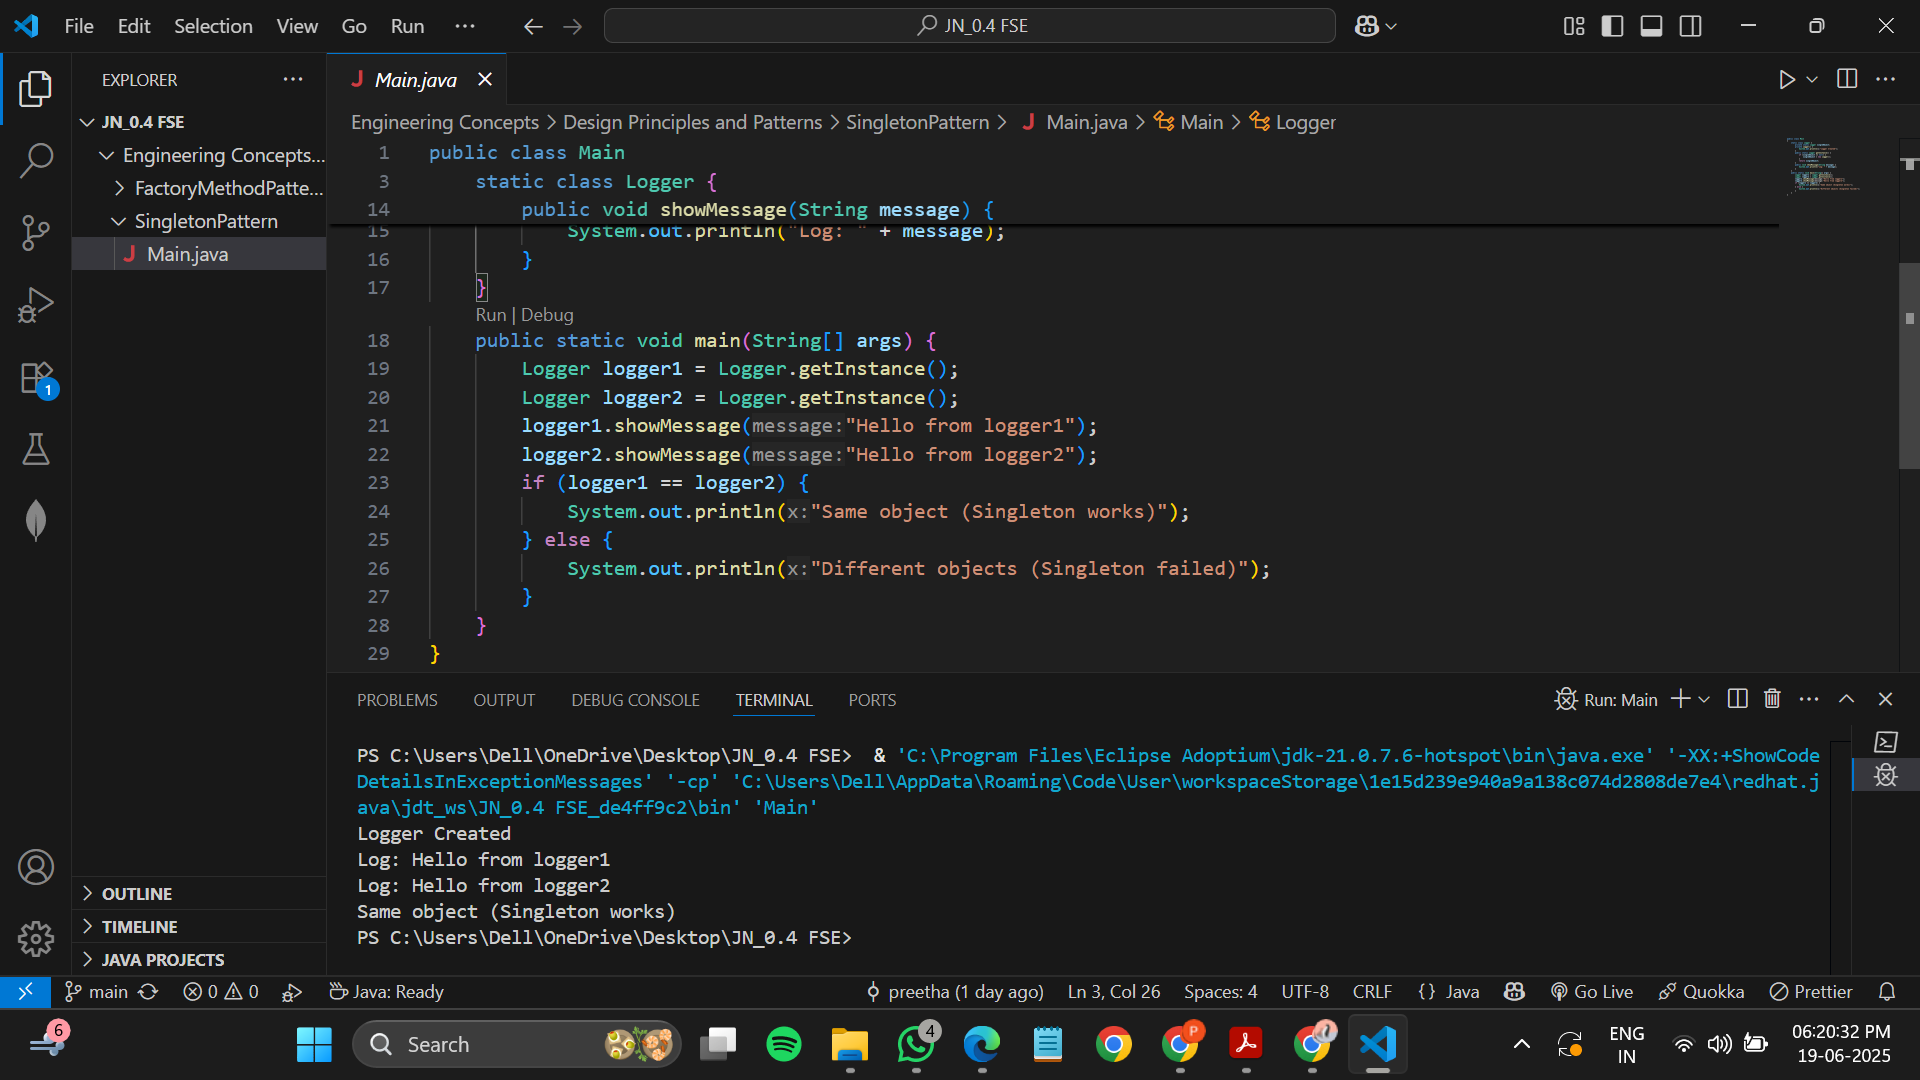 File Edit Selection View Go Run ···
JN_0.4 FSE
EXPLORER
JN_0.4 FSE
Engineering Concepts...
FactoryMethodPatte...
SingletonPattern
J Main.java
OUTLINE
TIMELINE
JAVA PROJECTS
J Main.java
Engineering Concepts > Design Principles and Patterns > SingletonPattern > J Main.java > Main > Logger
1 public class Main
3 static class Logger {
14 public void showMessage(String message) {
15 System.out.println("Log: " + message);
16 }
17 }
Run | Debug
18 public static void main(String[] args) {
19 Logger logger1 = Logger.getInstance();
20 Logger logger2 = Logger.getInstance();
21 logger1.showMessage(message:"Hello from logger1");
22 logger2.showMessage(message:"Hello from logger2");
23 if (logger1 == logger2) {
24 System.out.println(x:"Same object (Singleton works)");
25 } else {
26 System.out.println(x:"Different objects (Singleton failed)");
27 }
28 }
29 }
PROBLEMS OUTPUT DEBUG CONSOLE TERMINAL PORTS
Run: Main
PS C:\Users\Dell\OneDrive\Desktop\JN_0.4 FSE> & 'C:\Program Files\Eclipse Adoptium\jdk-21.0.7.6-hotspot\bin\java.exe' '-XX:+ShowCode
DetailsInExceptionMessages' '-cp' 'C:\Users\Dell\AppData\Roaming\Code\User\workspaceStorage\1e15d239e940a9a138c074d2808de7e4\redhat.j
ava\jdt_ws\JN_0.4 FSE_de4ff9c2\bin' 'Main'
Logger Created
Log: Hello from logger1
Log: Hello from logger2
Same object (Singleton works)
PS C:\Users\Dell\OneDrive\Desktop\JN_0.4 FSE>
1
main 0 0 Java: Ready preetha (1 day ago) Ln 3, Col 26 Spaces: 4 UTF-8 CRLF {} Java Go Live Quokka Prettier
6 Search 4 P ENG 06:20:32 PM
IN 19-06-2025